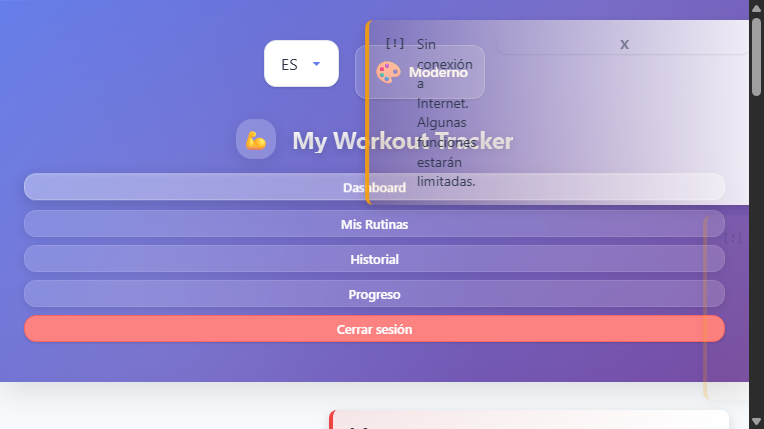 ES
Moderno
[!]
Sin
conexión
a
Internet.
Algunas
funciones
estarán
limitadas.
x
My Workout Tracker
Dashboard
Mis Rutinas
Historial
Progreso
Cerrar sesión
[!]